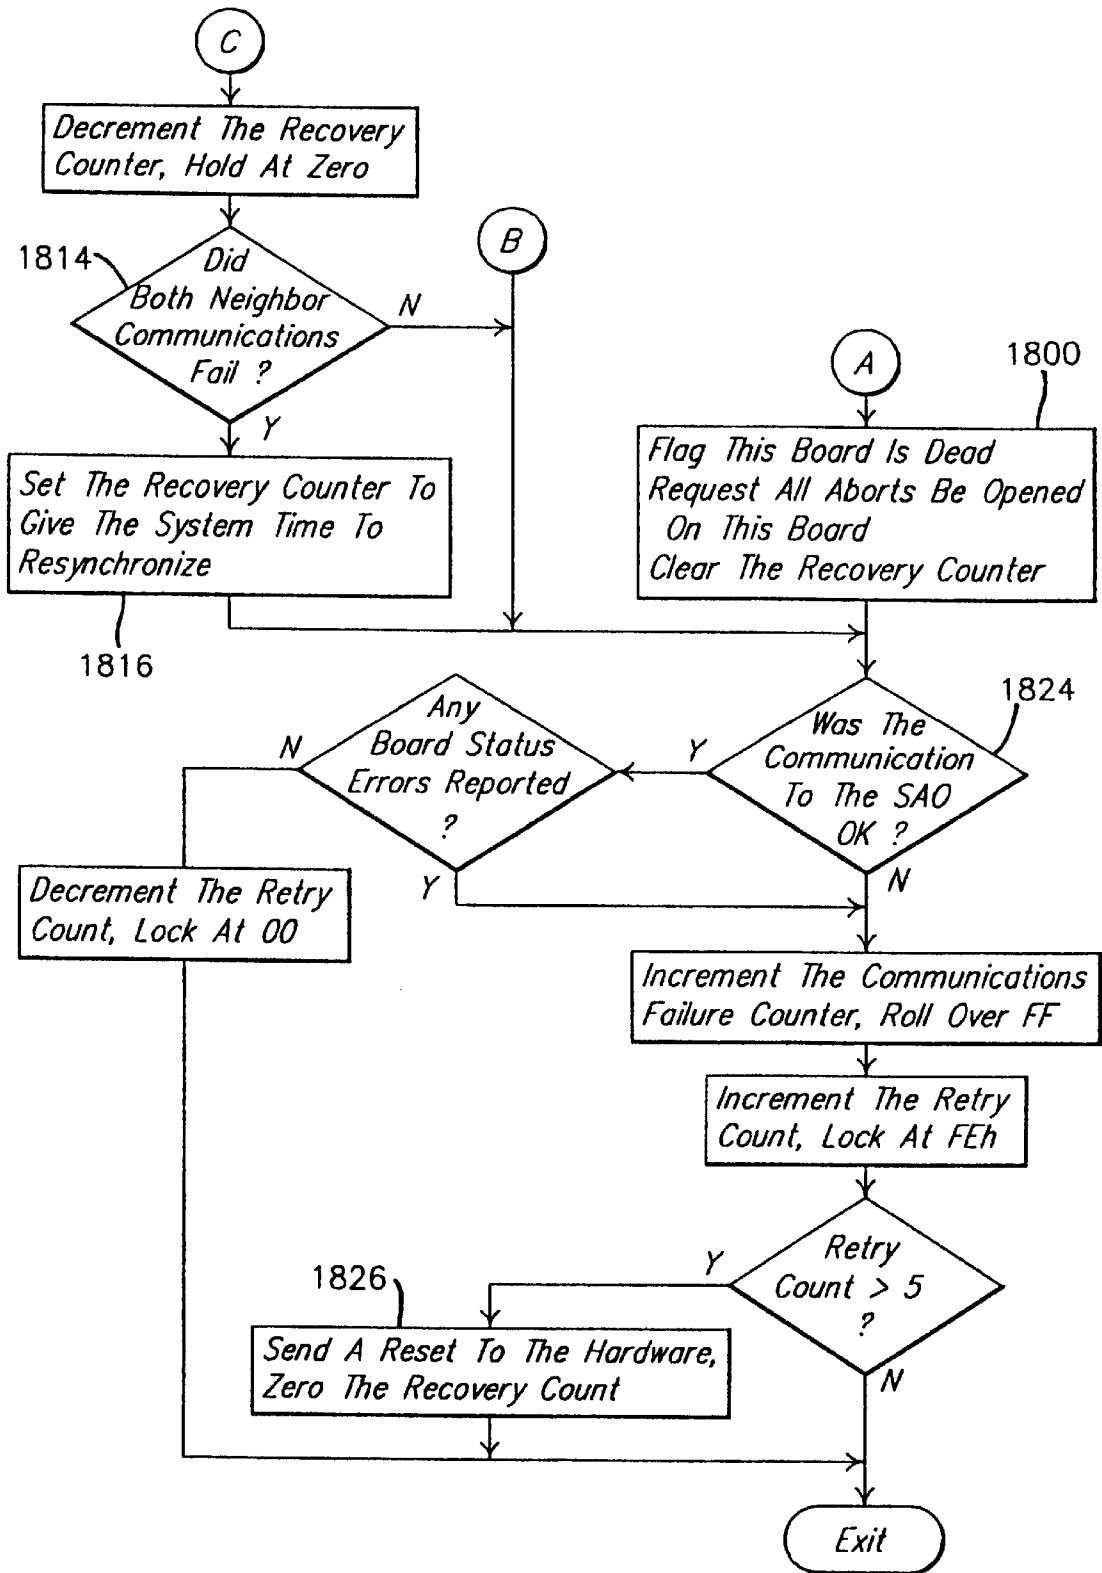 C
Decrement The Recovery
Counter, Hold At Zero
1814
Did
Both Neighbor
Communications
Fail ?
N
Y
B
Set The Recovery Counter To
Give The System Time To
Resynchronize
1816
A
1800
Flag This Board Is Dead
Request All Aborts Be Opened
On This Board
Clear The Recovery Counter
1824
Was The
Communication
To The SAO
OK ?
Y
N
Any
Board Status
Errors Reported
?
N
Y
Decrement The Retry
Count, Lock At 00
Increment The Communications
Failure Counter, Roll Over FF
Increment The Retry
Count, Lock At FEh
Retry
Count > 5
?
Y
N
1826
Send A Reset To The Hardware,
Zero The Recovery Count
Exit